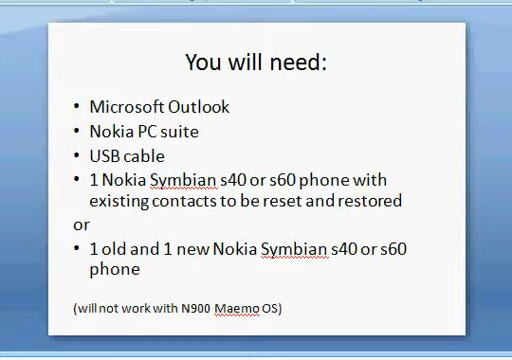 You will need:
• Microsoft Outlook
• Nokia PC suite
• USB cable
• 1 Nokia Symbian s40 or s60 phone with
existing contacts to be reset and restored
or
• 1 old and 1 new Nokia Symbian s40 or s60
phone
(will not work with N900 Maemo OS)